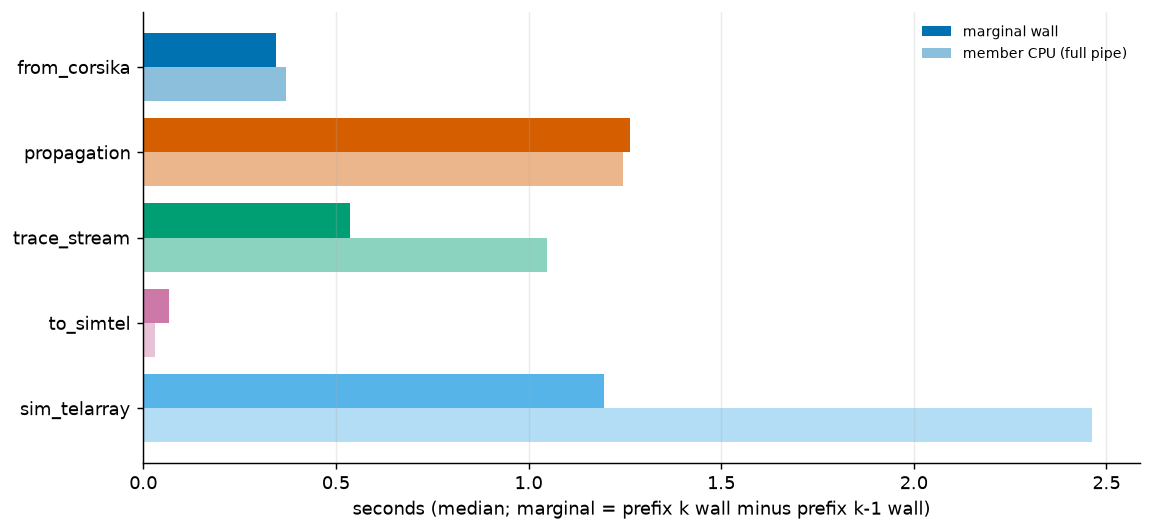 marginal wall
member CPU (full pipe)
from_corsika
propagation
trace_stream
to_simtel
sim_telarray
0.0 0.5 1.0 1.5 2.0 2.5
seconds (median; marginal = prefix k wall minus prefix k-1 wall)